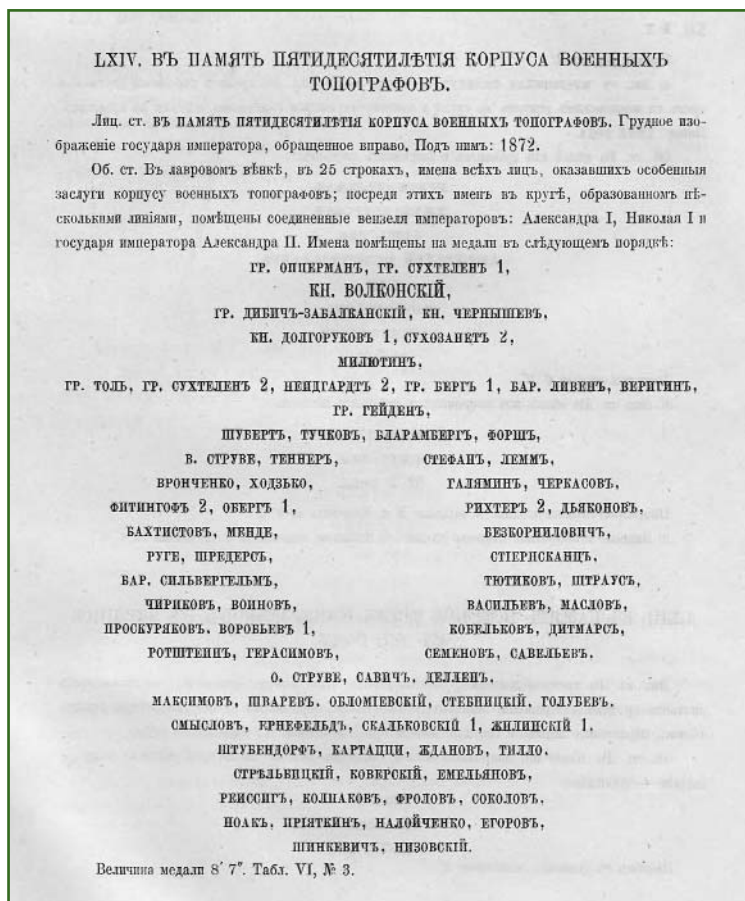 LXIV. ВЪ ПАМЯТЬ ПЯТИДЕСЯТИЛѢТІЯ КОРПУСА ВОЕННЫХЪ
ТОПОГРАФОВЪ.
Лиц. ст. ВЪ ПАМЯТЬ ПЯТИДЕСЯТИЛѢТІЯ КОРПУСА ВОЕННЫХЪ ТОПОГРАФОВЪ. Грудное изо-
браженіе государя императора, обращенное вправо. Подъ нимъ: 1872.
Об. ст. Въ лавровомъ вѣнкѣ, въ 25 строкахъ, имена всѣхъ лицъ, оказавшихъ особенныя
заслуги корпусу военныхъ топографовъ; посреди этихъ именъ въ кругѣ, образованномъ нѣ-
сколькими линіями, помѣщены соединенные вензеля императоровъ: Александра I, Николая I и
государя императора Александра II. Имена помѣщены на медали въ слѣдующемъ порядкѣ:
ГР. ОППЕРМАНЪ, ГР. СУХТЕЛЕНЪ 1,
КН. ВОЛКОНСКІЙ,
ГР. ДИБИЧЪ-ЗАБАЛКАНСКІЙ, КН. ЧЕРНЫШЕВЪ,
КН. ДОЛГОРУКОВЪ 1, СУХОЗАНЕТЪ 2,
МИЛЮТИНЪ,
ГР. ТОЛЬ, ГР. СУХТЕЛЕНЪ 2, НЕЙДГАРДТЪ 2, ГР. БЕРГЪ 1, БАР. ЛИВЕНЪ, ВЕРИГИНЪ,
ГР. ГЕЙДЕНЪ,
ШУБЕРТЪ, ТУЧКОВЪ, БЛАРАМБЕРГЪ, ФОРШЪ,
В. СТРУВЕ, ТЕННЕРЪ, СТЕФАНЪ, ЛЕММЪ,
ВРОНЧЕНКО, ХОДЗЬКО, ГАЛЯМИНЪ, ЧЕРКАСОВЪ,
ФИТИНГОФЪ 2, ОБЕРГЪ 1, РИХТЕРЪ 2, ДЬЯКОНОВЪ,
БАХТИСТОВЪ, МЕНДЕ, БЕЗКОРНИЛОВИЧЪ,
РУГЕ, ШРЕДЕРСЪ, СТІЕРНСКАНЦЪ,
БАР. СИЛЬВЕРГЕЛЬМЪ, ТЮТИКОВЪ, ШТРАУСЪ,
ЧИРИКОВЪ, ВОИНОВЪ, ВАСИЛЬЕВЪ, МАСЛОВЪ,
ПРОСКУРЯКОВЪ, ВОРОБЬЕВЪ 1, КОБЕЛЬКОВЪ, ДИТМАРСЪ,
РОТШТЕЙНЪ, ГЕРАСИМОВЪ, СЕМЕНОВЪ, САВЕЛЬЕВЪ.
О. СТРУВЕ, САВИЧЪ, ДЕЛЛЕНЪ.
МАКСИМОВЪ, ШВАРЕВЪ, ОБЛОМІЕВСКІЙ, СТЕБНИЦКІЙ, ГОЛУБЕВЪ,
СМЫСЛОВЪ, ЕРНЕФЕЛЬДЪ, СКАЛЬКОВСКІЙ 1, ЖИЛИНСКІЙ 1,
ШТУБЕНДОРФЪ, КАРТАЦЦИ, ЖДАНОВЪ, ТИЛЛО,
СТРѢЛЬБИЦКІЙ, КОВЕРСКІЙ, ЕМЕЛЬЯНОВЪ,
РЕЙССИГЪ, КОЛПАКОВЪ, ФРОЛОВЪ, СОКОЛОВЪ,
НОАКЪ, ПРІЯТКИНЪ, НАЛОЙЧЕНКО, ЕГОРОВЪ,
ШИНКЕВИЧЪ, НИЗОВСКІЙ.
Величина медали 8' 7". Табл. VI, № 3.